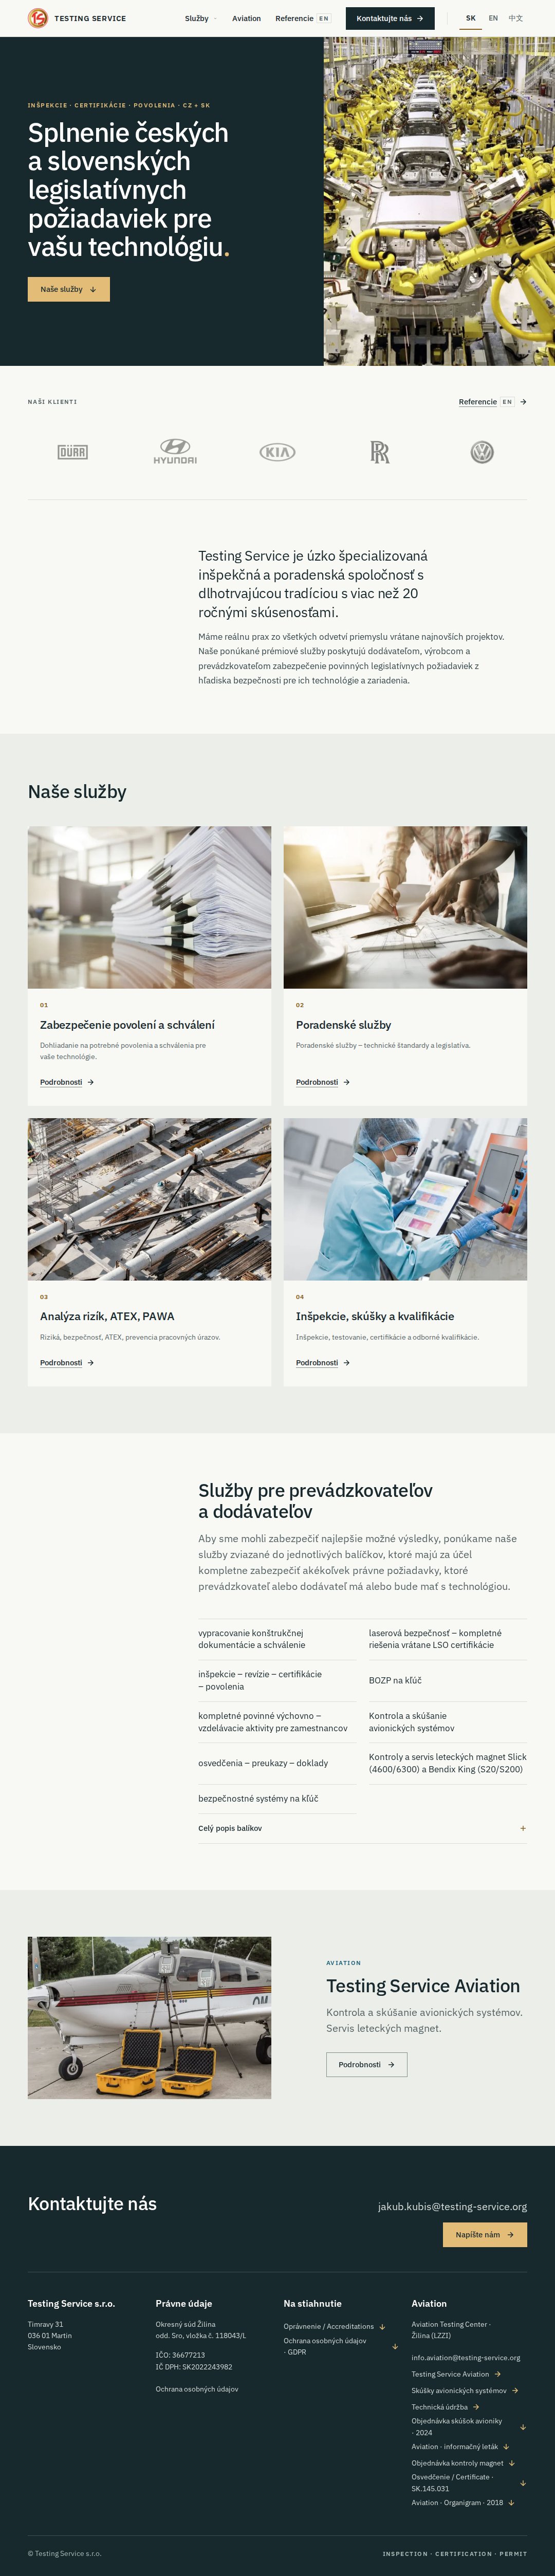 TESTING SERVICE
Služby
Aviation
Referencie EN
Kontaktujte nás →
SK EN 中文
INŠPEKCIE · CERTIFIKÁCIE · POVOLENIA · CZ + SK
Splnenie českých
a slovenských
legislatívnych
požiadaviek pre
vašu technológiu.
Naše služby ↓
NAŠI KLIENTI
Referencie EN →
DÜRR
HYUNDAI
KIA
RR
VW
Testing Service je úzko špecializovaná
inšpekčná a poradenská spoločnosť s
dlhotrvajúcou tradíciou s viac než 20
ročnými skúsenosťami.
Máme reálnu prax zo všetkých odvetví priemyslu vrátane najnovších projektov.
Naše ponúkané prémiové služby poskytujú dodávateľom, výrobcom a
prevádzkovateľom zabezpečenie povinných legislatívnych požiadaviek z
hľadiska bezpečnosti pre ich technológie a zariadenia.
Naše služby
01
Zabezpečenie povolení a schválení
Dohliadanie na potrebné povolenia a schválenia pre
vaše technológie.
Podrobnosti →
02
Poradenské služby
Poradenské služby – technické štandardy a legislatíva.
Podrobnosti →
03
Analýza rizík, ATEX, PAWA
Riziká, bezpečnosť, ATEX, prevencia pracovných úrazov.
Podrobnosti →
04
Inšpekcie, skúšky a kvalifikácie
Inšpekcie, testovanie, certifikácie a odborné kvalifikácie.
Podrobnosti →
Služby pre prevádzkovateľov
a dodávateľov
Aby sme mohli zabezpečiť najlepšie možné výsledky, ponúkame naše
služby zviazané do jednotlivých balíčkov, ktoré majú za účel
kompletne zabezpečiť akékoľvek právne požiadavky, ktoré
prevádzkovateľ alebo dodávateľ má alebo bude mať s technológiou.
vypracovanie konštrukčnej
dokumentácie a schválenie
laserová bezpečnosť – kompletné
riešenia vrátane LSO certifikácie
inšpekcie – revízie – certifikácie
– povolenia
BOZP na kľúč
kompletné povinné výchovno –
vzdelávacie aktivity pre zamestnancov
Kontrola a skúšanie
avionických systémov
osvedčenia – preukazy – doklady
Kontroly a servis leteckých magnet Slick
(4600/6300) a Bendix King (S20/S200)
bezpečnostné systémy na kľúč
Celý popis balíkov +
AVIATION
Testing Service Aviation
Kontrola a skúšanie avionických systémov.
Servis leteckých magnet.
Podrobnosti →
Kontaktujte nás
jakub.kubis@testing-service.org
Napíšte nám →
Testing Service s.r.o.
Timravy 31
036 01 Martin
Slovensko
Právne údaje
Okresný súd Žilina
odd. Sro, vložka č. 118043/L
IČO: 36677213
IČ DPH: SK2022243982
Ochrana osobných údajov
Na stiahnutie
Oprávnenie / Accreditations ↓
Ochrana osobných údajov
· GDPR ↓
Aviation
Aviation Testing Center ·
Žilina (LZZI)
info.aviation@testing-service.org
Testing Service Aviation →
Skúšky avionických systémov →
Technická údržba →
Objednávka skúšok avioniky
· 2024 ↓
Aviation · informačný leták ↓
Objednávka kontroly magnet ↓
Osvedčenie / Certificate ·
SK.145.031 ↓
Aviation · Organigram · 2018 ↓
© Testing Service s.r.o.
INSPECTION · CERTIFICATION · PERMIT